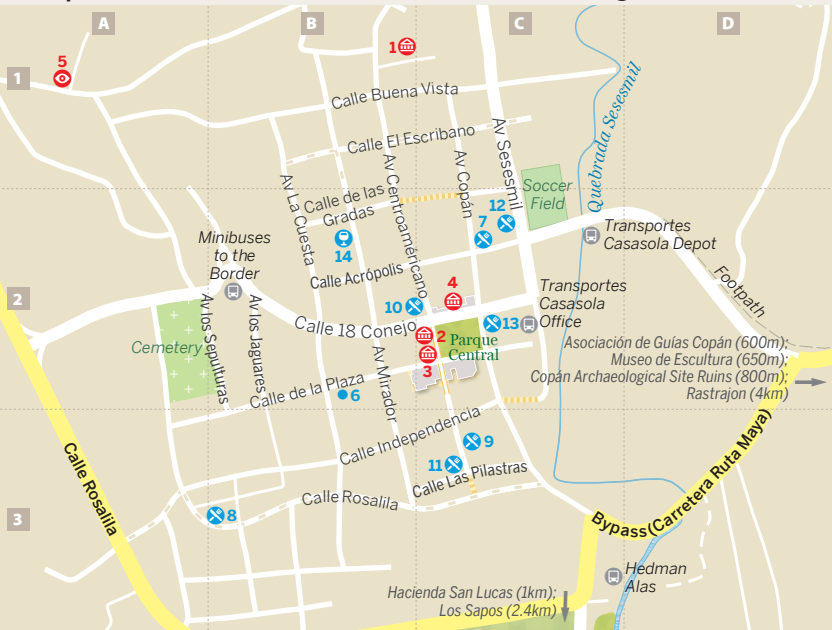 A
B
C
D
1
5
1
Calle Buena Vista
Calle El Escribano
Av Centroaméricano
Av Copán
Av Sesesmil
Quebrada Sesesmil
Soccer
Field
Av La Cuesta
Calle de las
Gradas
12
7
14
Minibuses
to the
Border
Calle Acrópolis
Transportes
Casasola Depot
Footpath
2
4
10
Transportes
Casasola
Office
13
Calle 18 Conejo
2
Parque
Central
3
Cemetery
Av los Sepulturas
Av los Jaguares
Av Mirador
Calle de la Plaza
6
Asociación de Guías Copán (600m);
Museo de Escultura (650m);
Copán Archaeological Site Ruins (800m);
Rastrajon (4km)
Calle Independencia
9
11
Calle Las Pilastras
Calle Rosalila
Calle Rosalila
8
3
Bypass(Carretera Ruta Maya)
Hedman
Alas
Hacienda San Lucas (1km);
Los Sapos (2.4km)